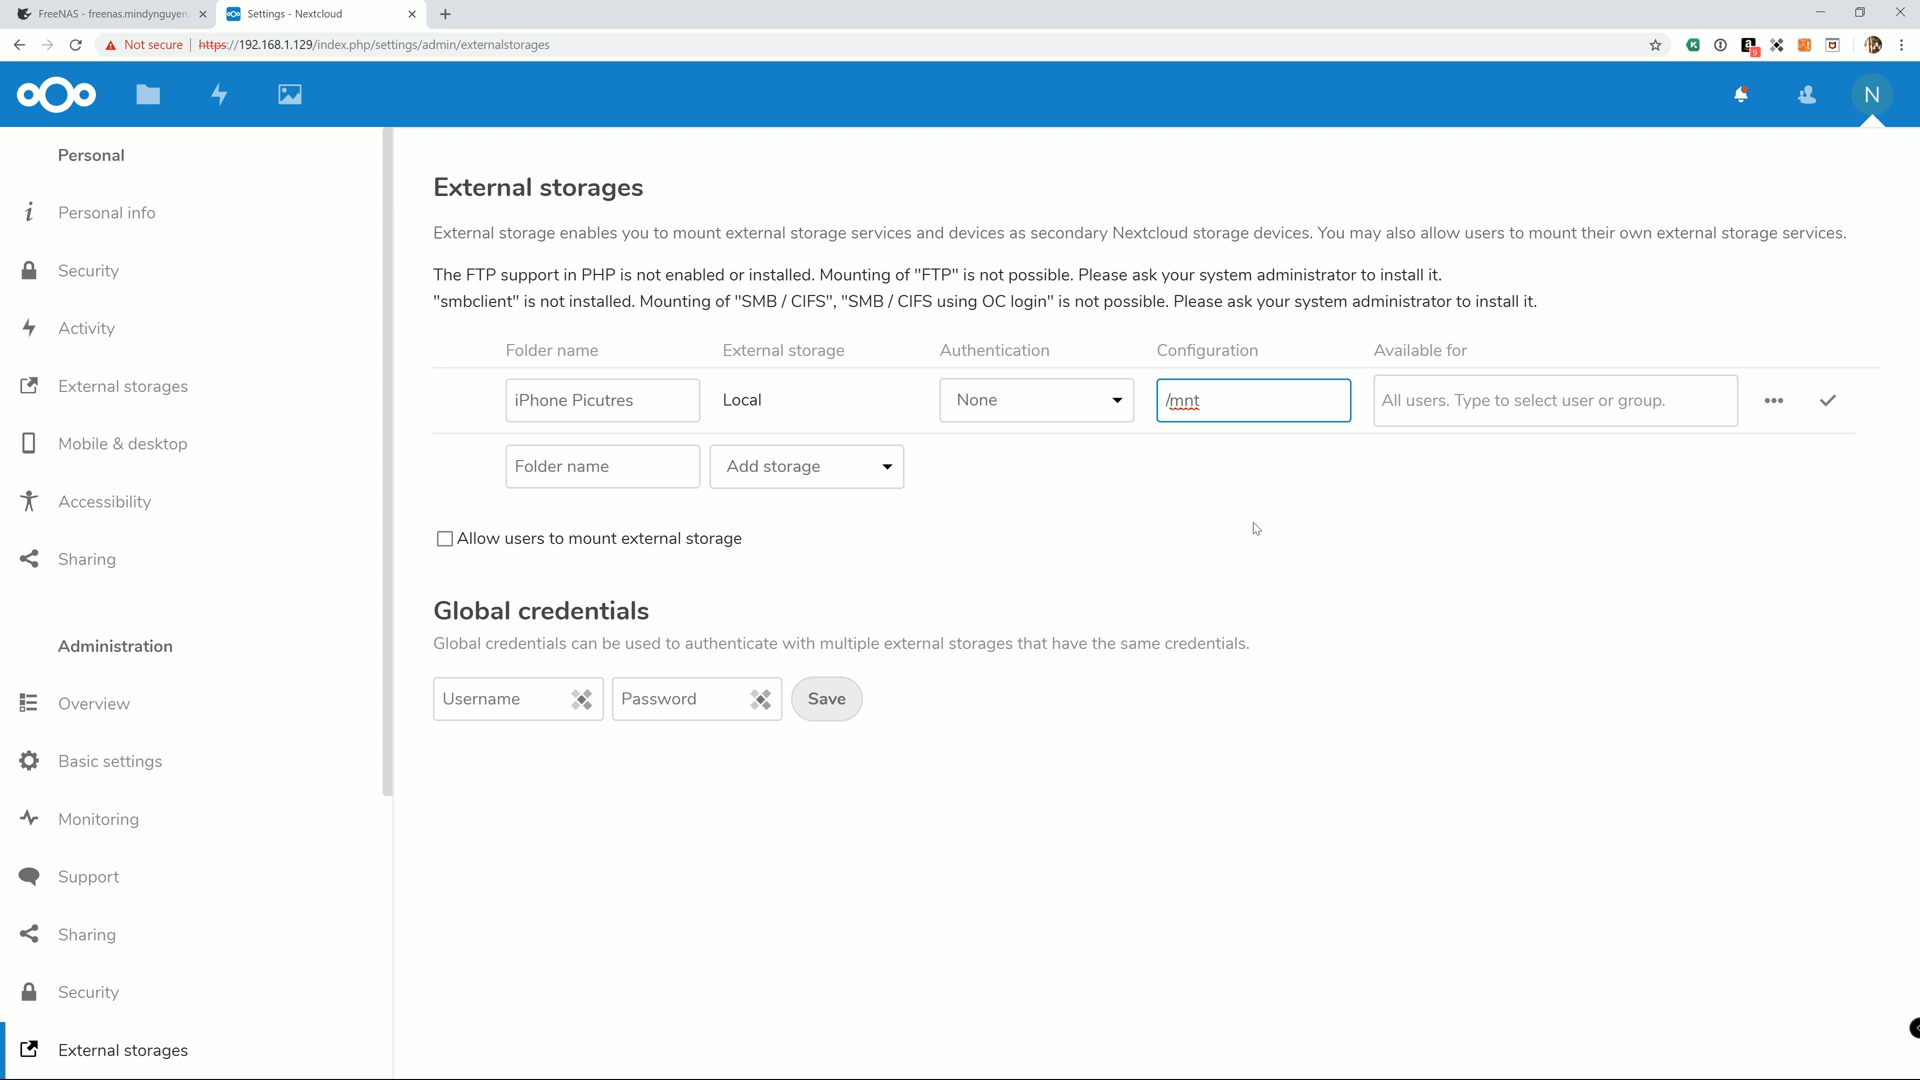 FreeNAS - freenas.mindynguyen
Settings - Nextcloud
Not secure
https://192.168.1.129/index.php/settings/admin/externalstorages
9
N
Personal
Personal info
Security
Activity
External storages
Mobile & desktop
Accessibility
Sharing
Administration
Overview
Basic settings
Monitoring
Support
Sharing
Security
External storages
External storages
External storage enables you to mount external storage services and devices as secondary Nextcloud storage devices. You may also allow users to mount their own external storage services.
The FTP support in PHP is not enabled or installed. Mounting of "FTP" is not possible. Please ask your system administrator to install it.
"smbclient" is not installed. Mounting of "SMB / CIFS", "SMB / CIFS using OC login" is not possible. Please ask your system administrator to install it.
Folder name External storage Authentication Configuration Available for
iPhone Picutres Local None /mnt All users. Type to select user or group.
Folder name Add storage
Allow users to mount external storage
Global credentials
Global credentials can be used to authenticate with multiple external storages that have the same credentials.
Username Password Save